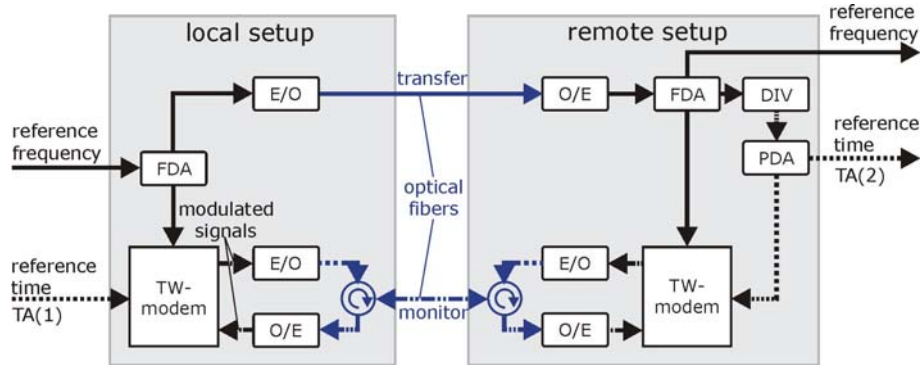 local setup
remote setup
reference
frequency
E/O
transfer
O/E
FDA
DIV
reference
frequency
FDA
PDA
reference
time
TA(2)
optical
fibers
modulated
signals
reference
time
TA(1)
TW-
modem
E/O
O/E
monitor
E/O
O/E
TW-
modem